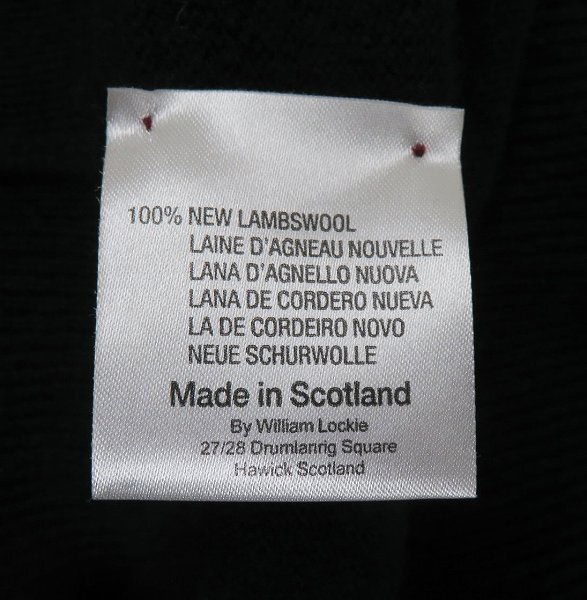 100% NEW LAMBSWOOL
LAINE D'AGNEAU NOUVELLE
LANA D'AGNELLO NUOVA
LANA DE CORDERO NUEVA
LA DE CORDEIRO NOVO
NEUE SCHURWOLLE
Made in Scotland
By William Lockie
27/28 Drumlanrig Square
Hawick Scotland